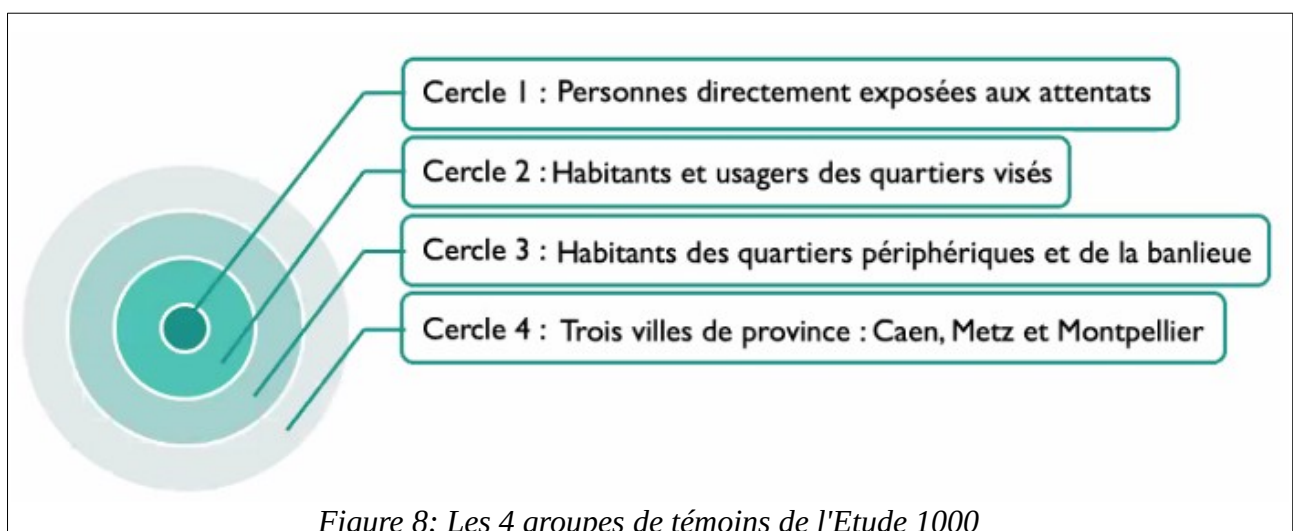 Cercle 1 : Personnes directement exposées aux attentats
Cercle 2 : Habitants et usagers des quartiers visés
Cercle 3 : Habitants des quartiers périphériques et de la banlieue
Cercle 4 : Trois villes de province : Caen, Metz et Montpellier
Figure 8: Les 4 groupes de témoins de l'Etude 1000